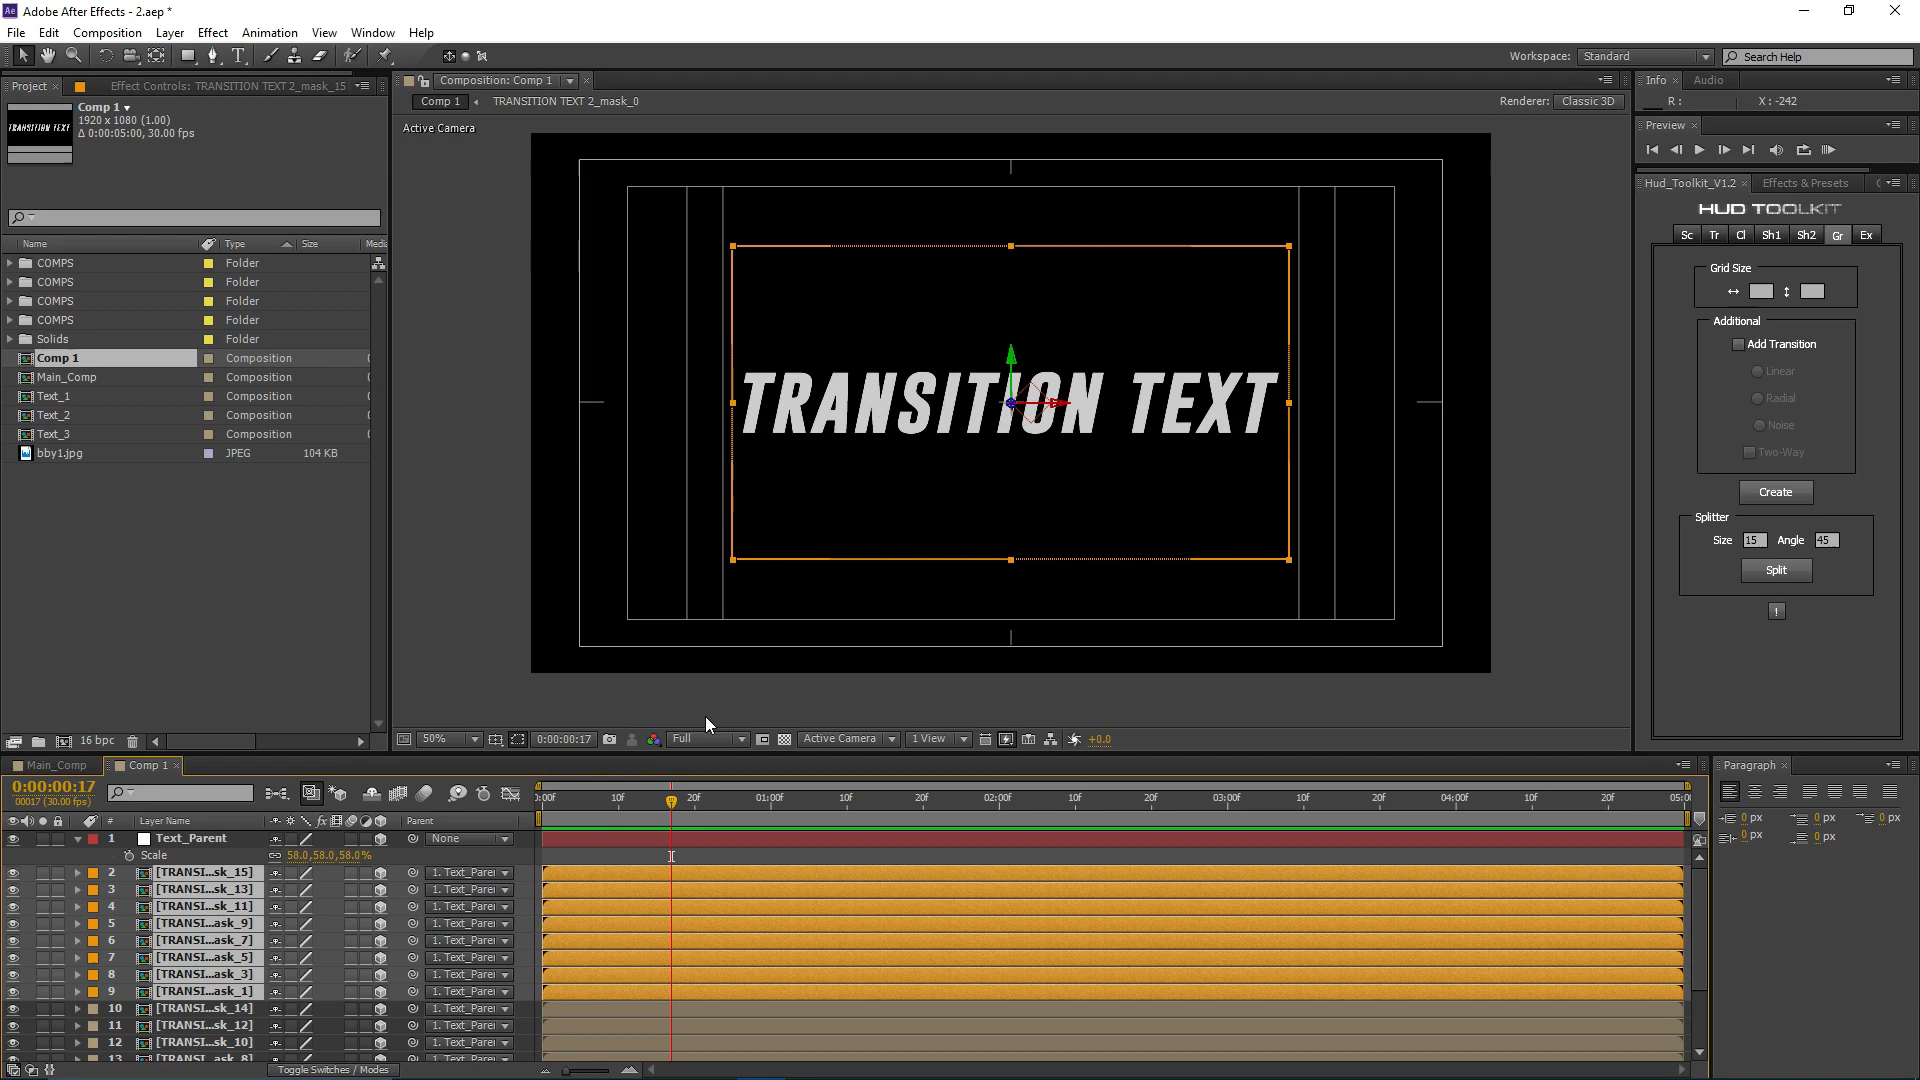 Adobe After Effects - 2.aep *
File Edit Composition Layer Effect Animation View Window Help
Workspace: Standard Search Help
Project Effect Controls: TRANSITION TEXT 2_mask_15
Comp 1
1920 x 1080 (1.00)
Δ 0:00:05:00, 30.00 fps
TRANSITION TEXT
Name Type Size Media
COMPS Folder
COMPS Folder
COMPS Folder
COMPS Folder
Solids Folder
Comp 1 Composition
Main_Comp Composition
Text_1 Composition
Text_2 Composition
Text_3 Composition
bby1.jpg JPEG 104 KB
16 bpc
Composition: Comp 1
Comp 1 TRANSITION TEXT 2_mask_0
Renderer: Classic 3D
Active Camera
TRANSITION TEXT
50% 0:00:00:17 Full Active Camera 1 View +0.0
Info Audio
R : X : -242
Preview
Hud_Toolkit_V1.2 Effects & Presets
HUD TOOLKIT
Sc Tr Cl Sh1 Sh2 Gr Ex
Grid Size
Additional
Add Transition
Linear
Radial
Noise
Two-Way
Create
Splitter
Size 15 Angle 45
Split
!
Main_Comp Comp 1
0:00:00:17
00017 (30.00 fps)
:00f 10f 20f 01:00f 10f 20f 02:00f 10f 20f 03:00f 10f 20f 04:00f 10f 20f 05:00
# Layer Name Parent
1 Text_Parent None
Scale 58.0,58.0,58.0%
2 [TRANSI...sk_15] 1. Text_Parei
3 [TRANSI...sk_13] 1. Text_Parei
4 [TRANSI...sk_11] 1. Text_Parei
5 [TRANSI...ask_9] 1. Text_Parei
6 [TRANSI...ask_7] 1. Text_Parei
7 [TRANSI...ask_5] 1. Text_Parei
8 [TRANSI...ask_3] 1. Text_Parei
9 [TRANSI...ask_1] 1. Text_Parei
10 [TRANSI...sk_14] 1. Text_Parei
11 [TRANSI...sk_12] 1. Text_Parei
12 [TRANSI...sk_10] 1. Text_Parei
13 [TRANSI...ask_8] 1. Text_Parei
Toggle Switches / Modes
Paragraph
0 px 0 px 0 px
0 px 0 px